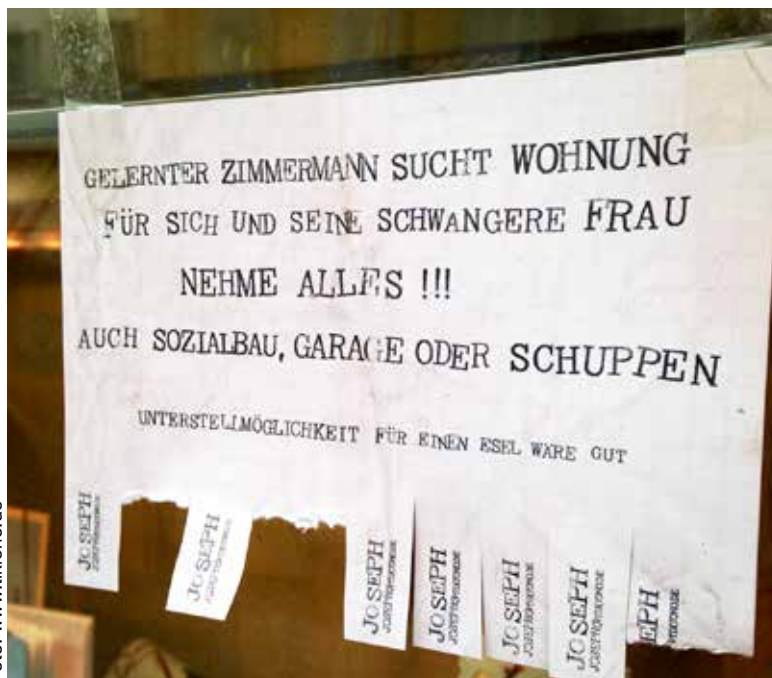 GELERNTER ZIMMERMANN SUCHT WOHNUNG
FÜR SICH UND SEINE SCHWANGERE FRAU
NEHME ALLES !!!
AUCH SOZIALBAU, GARAGE ODER SCHUPPEN
UNTERSTELLMÖGLICHKEIT FÜR EINEN ESEL WÄRE GUT
JOSEPH
JOSEPH
JOSEPH
JOSEPH
JOSEPH
JOSEPH
EPH